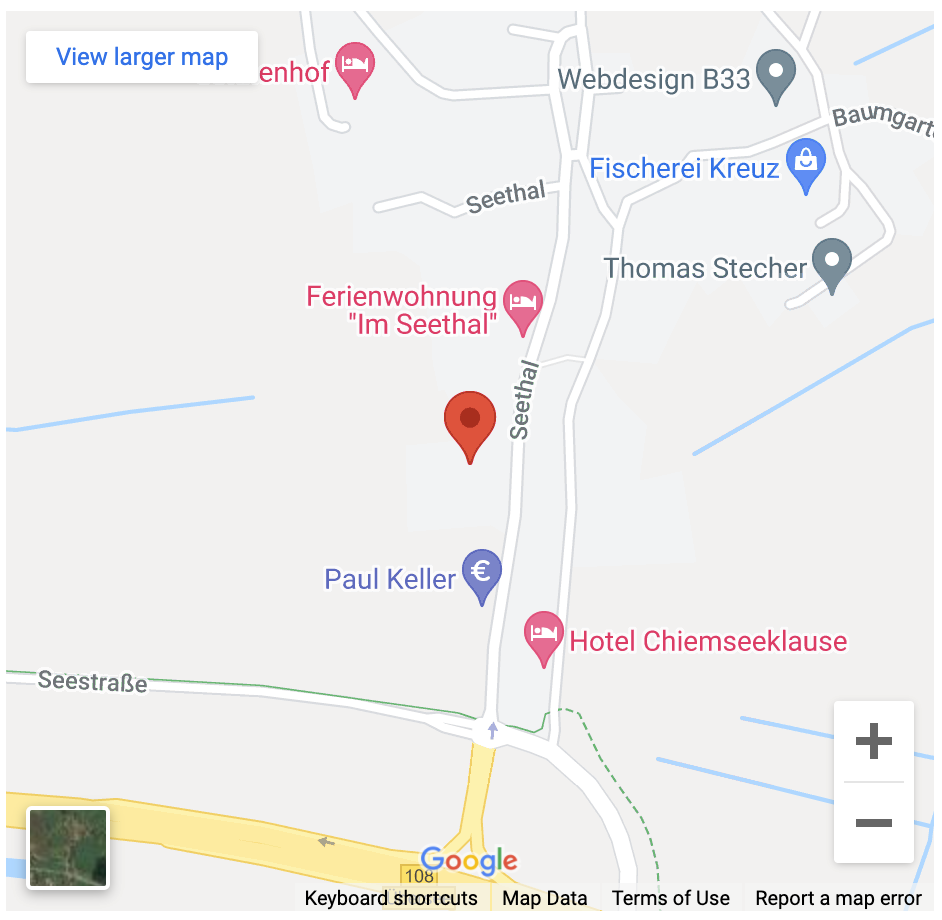 View larger map
enhof
Webdesign B33
Baumgart
Fischerei Kreuz
Seethal
Thomas Stecher
Ferienwohnung
"Im Seethal"
Seethal
Paul Keller
€
Hotel Chiemseeklause
Seestraße
Google
108
Keyboard shortcuts
Map Data
Terms of Use
Report a map error